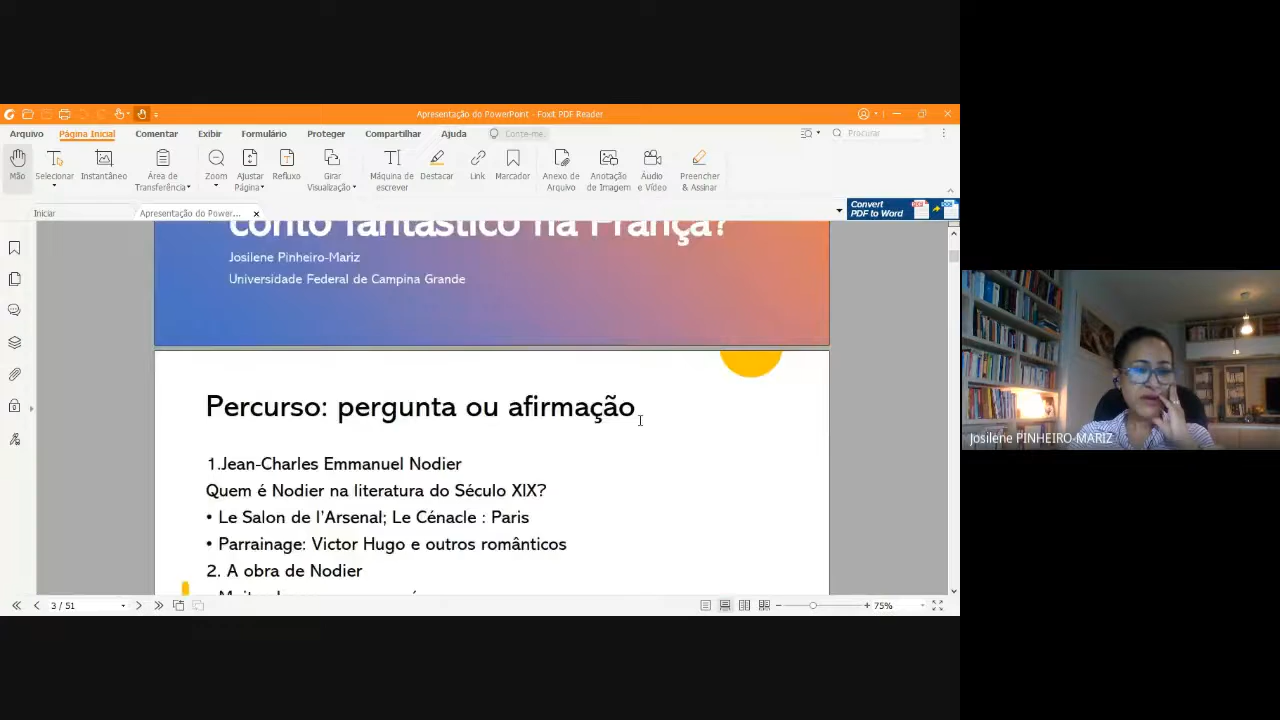 Apresentação do PowerPoint - Foxit PDF Reader
Arquivo Página Inicial Comentar Exibir Formulário Proteger Compartilhar Ajuda Conte-me. Procurar
Mão Selecionar Instantâneo Área de Transferência Zoom Ajustar Página Refluxo Girar Visualização Máquina de escrever Destacar Link Marcador Anexo de Arquivo Anotação de Imagem Áudio e Vídeo Preencher & Assinar
Iniciar Apresentação do Power... Convert PDF to Word
conto fantástico na França?
Josilene Pinheiro-Mariz
Universidade Federal de Campina Grande
Percurso: pergunta ou afirmação
1.Jean-Charles Emmanuel Nodier
Quem é Nodier na literatura do Século XIX?
• Le Salon de l'Arsenal; Le Cénacle : Paris
• Parrainage: Victor Hugo e outros românticos
2. A obra de Nodier
3 / 51
75%
Josilene PINHEIRO-MARIZ